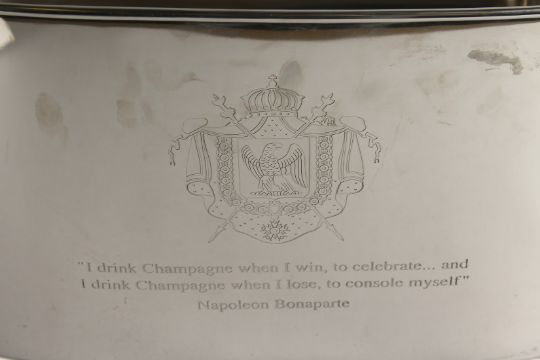 "I drink Champagne when I win, to celebrate... and
I drink Champagne when I lose, to console myself"
Napoleon Bonaparte